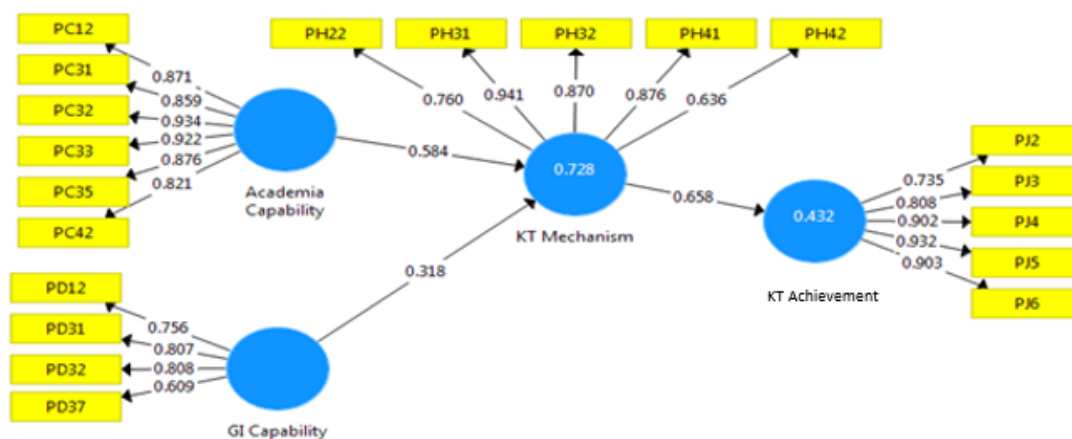 PC12
PC31
PC32
PC33
PC35
PC42
0.871
0.859
0.934
0.922
0.876
0.821
Academia
Capability
PD12
PD31
PD32
PD37
0.756
0.807
0.808
0.609
GI Capability
0.584
0.318
PH22
PH31
PH32
PH41
PH42
0.760
0.941
0.870
0.876
0.636
0.728
KT Mechanism
0.658
0.432
KT Achievement
0.735
0.808
0.902
0.932
0.903
PJ2
PJ3
PJ4
PJ5
PJ6